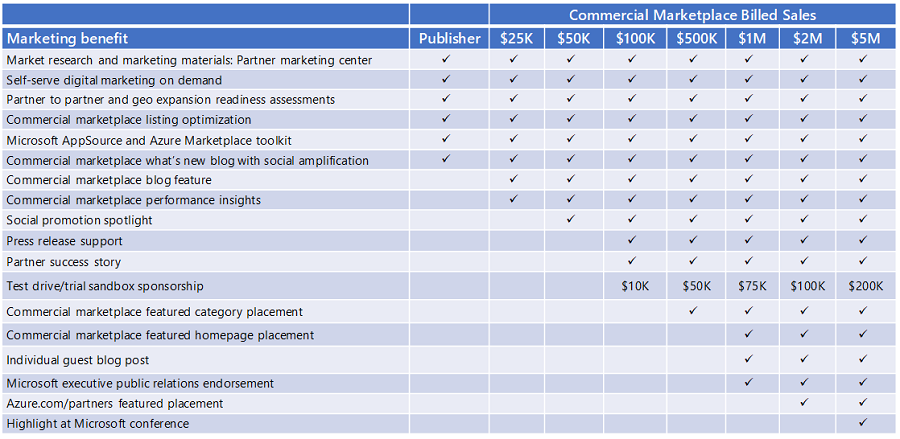 Commercial Marketplace Billed Sales
Marketing benefit Publisher $25K $50K $100K $500K $1M $2M $5M
Market research and marketing materials: Partner marketing center ✓ ✓ ✓ ✓ ✓ ✓ ✓ ✓
Self-serve digital marketing on demand ✓ ✓ ✓ ✓ ✓ ✓ ✓ ✓
Partner to partner and geo expansion readiness assessments ✓ ✓ ✓ ✓ ✓ ✓ ✓ ✓
Commercial marketplace listing optimization ✓ ✓ ✓ ✓ ✓ ✓ ✓ ✓
Microsoft AppSource and Azure Marketplace toolkit ✓ ✓ ✓ ✓ ✓ ✓ ✓ ✓
Commercial marketplace what's new blog with social amplification ✓ ✓ ✓ ✓ ✓ ✓ ✓ ✓
Commercial marketplace blog feature ✓ ✓ ✓ ✓ ✓ ✓ ✓
Commercial marketplace performance insights ✓ ✓ ✓ ✓ ✓ ✓ ✓
Social promotion spotlight ✓ ✓ ✓ ✓ ✓ ✓
Press release support ✓ ✓ ✓ ✓ ✓
Partner success story ✓ ✓ ✓ ✓ ✓
Test drive/trial sandbox sponsorship $10K $50K $75K $100K $200K
Commercial marketplace featured category placement ✓ ✓ ✓ ✓
Commercial marketplace featured homepage placement ✓ ✓ ✓
Individual guest blog post ✓ ✓ ✓
Microsoft executive public relations endorsement ✓ ✓ ✓
Azure.com/partners featured placement ✓ ✓
Highlight at Microsoft conference ✓